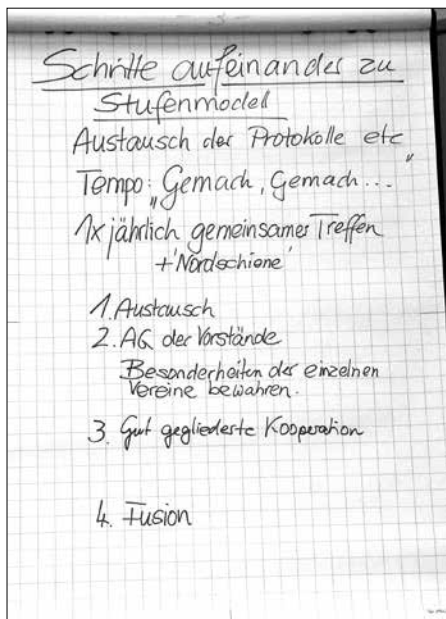 Schritte aufeinander zu
Stufenmodel
Austausch der Protokolle etc
Tempo: „Gemach, Gemach..."
1x jährlich gemeinsames Treffen
+ 'Nordschiene'
1. Austausch
2. AG der Vorstände
Besonderheiten der einzelnen
Vereine bewahren.
3. Gut gegliederte Kooperation
4. Fusion